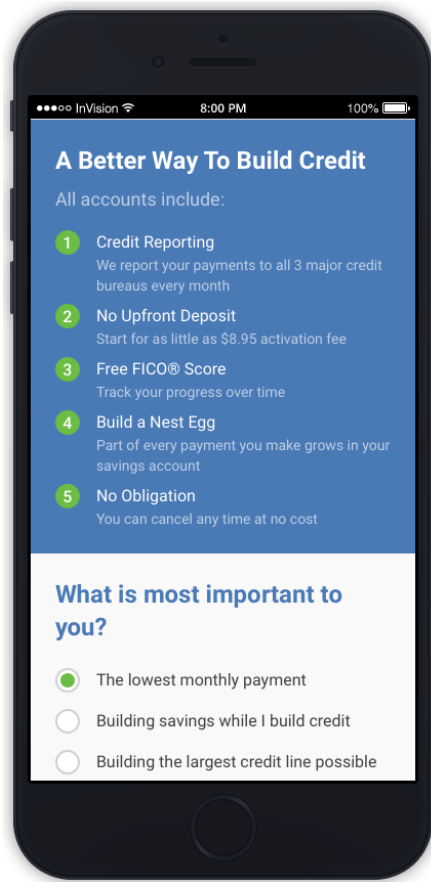 ●●●○○ InVision 8:00 PM 100%
A Better Way To Build Credit
All accounts include:
1 Credit Reporting
We report your payments to all 3 major credit
bureaus every month
2 No Upfront Deposit
Start for as little as $8.95 activation fee
3 Free FICO® Score
Track your progress over time
4 Build a Nest Egg
Part of every payment you make grows in your
savings account
5 No Obligation
You can cancel any time at no cost
What is most important to
you?
The lowest monthly payment
Building savings while I build credit
Building the largest credit line possible